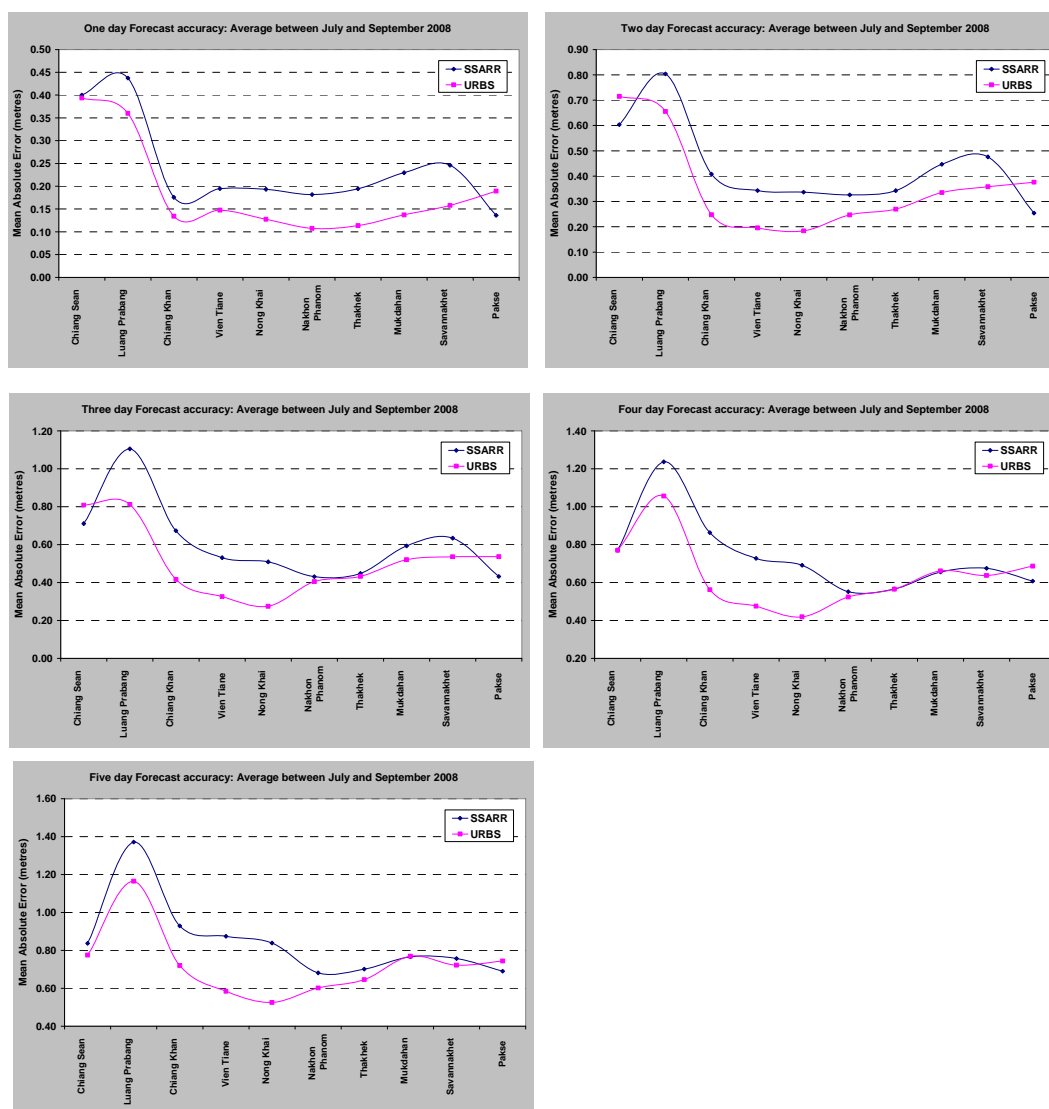 One day Forecast accuracy: Average between July and September 2008
Mean Absolute Error (metres)
0.50
0.45
0.40
0.35
0.30
0.25
0.20
0.15
0.10
0.05
0.00
SSARR
URBS
Chiang Sean
Luang Prabang
Chiang Khan
Vien Tiane
Nong Khai
Nakhon
Phanom
Thakhek
Mukdahan
Savannakhet
Pakse
Two day Forecast accuracy: Average between July and September 2008
Mean Absolute Error (metres)
0.90
0.80
0.70
0.60
0.50
0.40
0.30
0.20
0.10
0.00
SSARR
URBS
Chiang Sean
Luang Prabang
Chiang Khan
Vien Tiane
Nong Khai
Nakhon
Phanom
Thakhek
Mukdahan
Savannakhet
Pakse
Three day Forecast accuracy: Average between July and September 2008
Mean Absolute Error (metres)
1.20
1.00
0.80
0.60
0.40
0.20
0.00
SSARR
URBS
Chiang Sean
Luang Prabang
Chiang Khan
Vien Tiane
Nong Khai
Nakhon
Phanom
Thakhek
Mukdahan
Savannakhet
Pakse
Four day Forecast accuracy: Average between July and September 2008
Mean Absolute Error (metres)
1.40
1.20
1.00
0.80
0.60
0.40
0.20
SSARR
URBS
Chiang Sean
Luang Prabang
Chiang Khan
Vien Tiane
Nong Khai
Nakhon
Phanom
Thakhek
Mukdahan
Savannakhet
Pakse
Five day Forecast accuracy: Average between July and September 2008
Mean Absolute Error (metres)
1.60
1.40
1.20
1.00
0.80
0.60
0.40
SSARR
URBS
Chiang Sean
Luang Prabang
Chiang Khan
Vien Tiane
Nong Khai
Nakhon
Phanom
Thakhek
Mukdahan
Savannakhet
Pakse